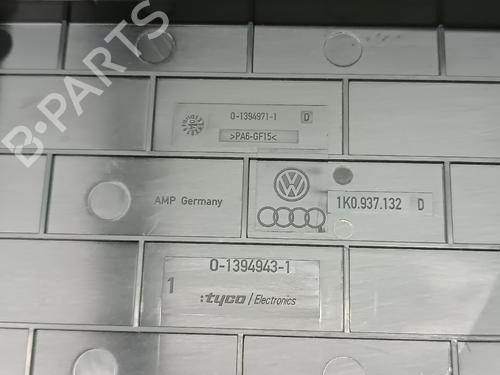 B-PARTS
0-1394971-1 D
>PA6-GF15<
AMP Germany
1K0.937.132 D
0-1394943-1
1
:tyco / Electronics